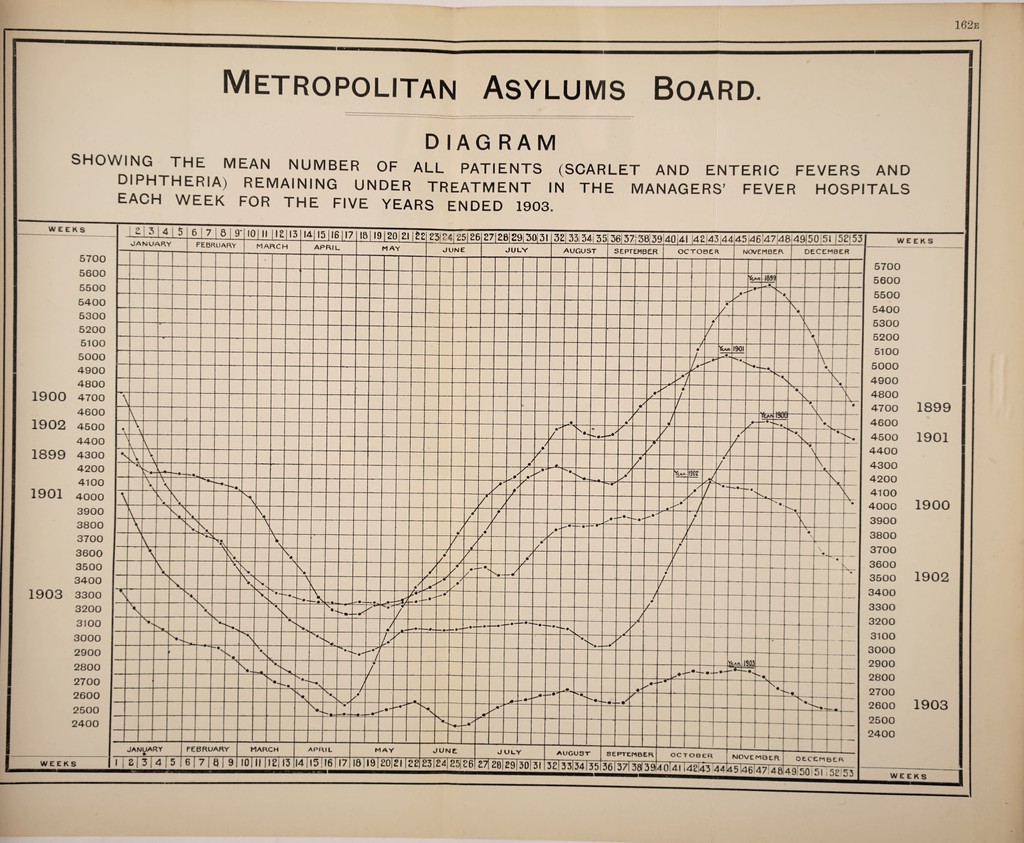 162E
METROPOLITAN ASYLUMS BOARD.
DIAGRAM
SHOWING THE MEAN NUMBER OF ALL PATIENTS (SCARLET AND ENTERIC FEVERS AND
DIPHTHERIA) REMAINING UNDER TREATMENT IN THE MANAGERS' FEVER HOSPITALS
EACH WEEK FOR THE FIVE YEARS ENDED 1903.
WEEKS 2 3 4 5 6 7 8 9 10 11 12 13 14 15 16 17 18 19 20 21 22 23 24 25 26 27 28 29 30 31 32 33 34 35 36 37 38 39 40 41 42 43 44 45 46 47 48 49 50 51 52 53 WEEKS
JANUARY FEBRUARY MARCH APRIL MAY JUNE JULY AUGUST SEPTEMBER OCTOBER NOVEMBER DECEMBER
5700 5700
5600 5600
5500 5500
5400 5400
5300 5300
5200 5200
5100 5100
5000 5000
4900 4900
4800 4800
1900 4700 4700 1899
4600 4600
1902 4500 4500 1901
4400 4400
1899 4300 4300
4200 4200
4100 4100
1901 4000 4000 1900
3900 3900
3800 3800
3700 3700
3600 3600
3500 3500 1902
3400 3400
1903 3300 3300
3200 3200
3100 3100
3000 3000
2900 2900
2800 2800
2700 2700
2600 2600 1903
2500 2500
2400 2400
Year 1899
Year 1901
Year 1900
Year 1902
Year 1903
JANUARY FEBRUARY MARCH APRIL MAY JUNE JULY AUGUST SEPTEMBER OCTOBER NOVEMBER DECEMBER
WEEKS 1 2 3 4 5 6 7 8 9 10 11 12 13 14 15 16 17 18 19 20 21 22 23 24 25 26 27 28 29 30 31 32 33 34 35 36 37 38 39 40 41 42 43 44 45 46 47 48 49 50 51 52 53 WEEKS